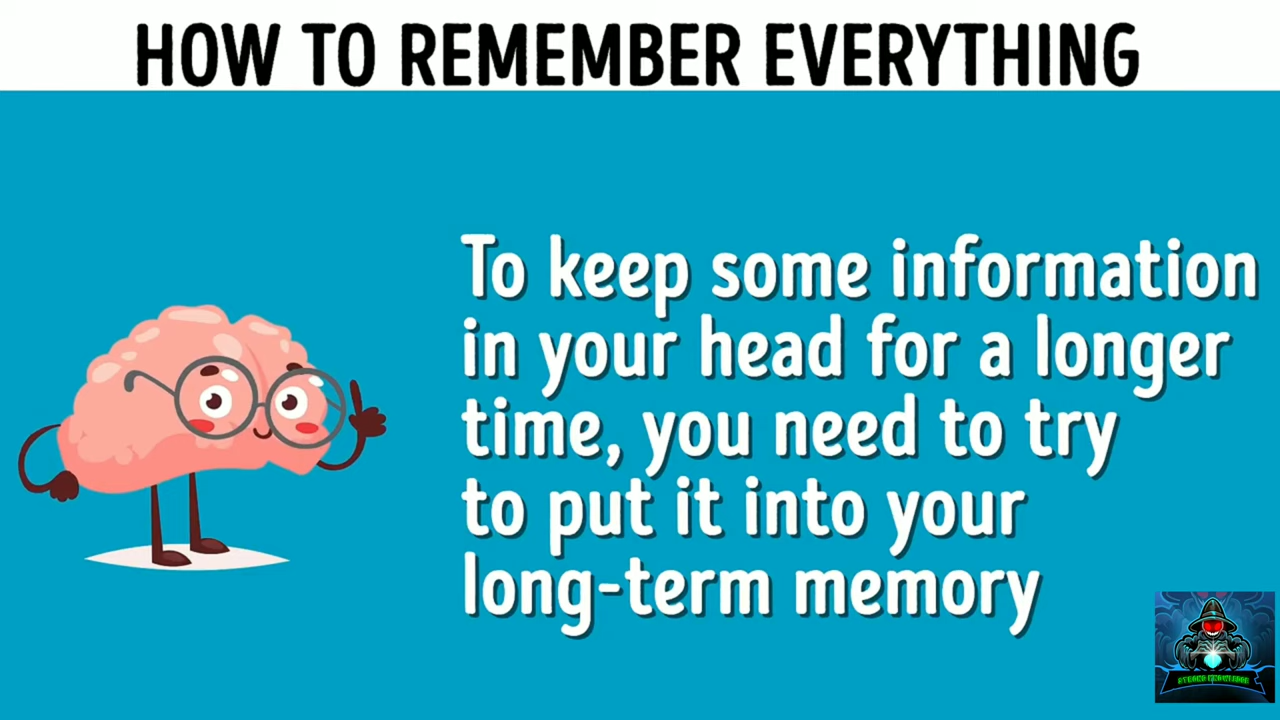 HOW TO REMEMBER EVERYTHING
To keep some information
in your head for a longer
time, you need to try
to put it into your
long-term memory